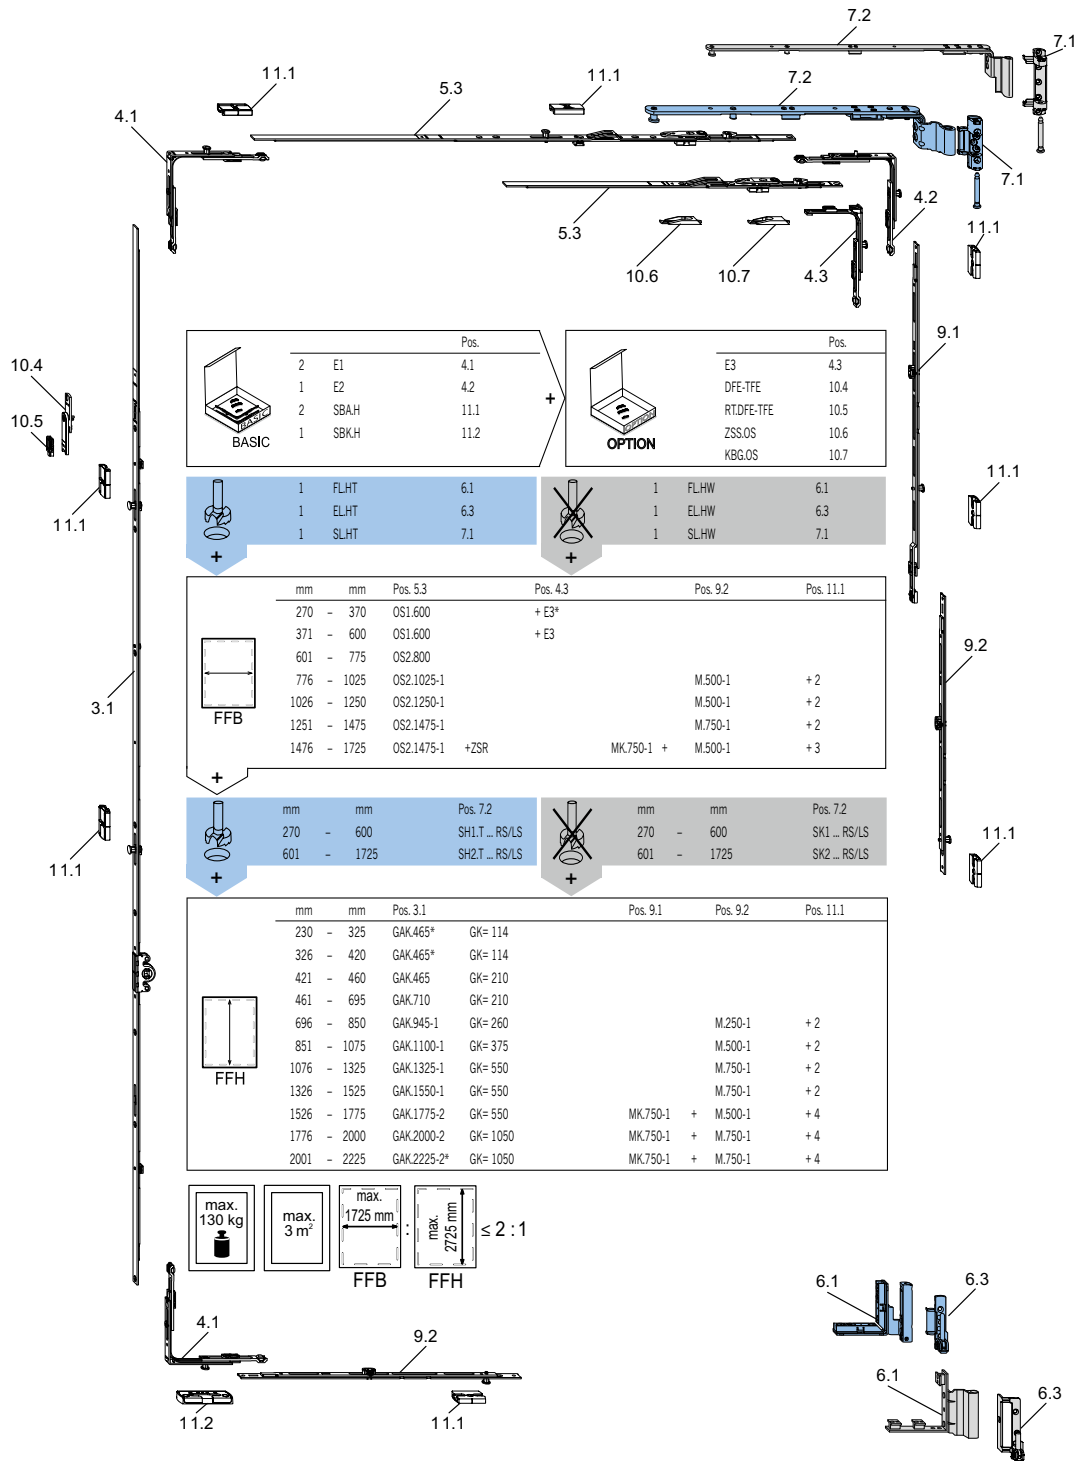 7.2
7.1
11.1
11.1
7.2
5.3
4.1
7.1
4.2
5.3
11.1
10.6
10.7
4.3
9.1
Pos.
2 E1 4.1
1 E2 4.2
2 SBA.H 11.1
1 SBK.H 11.2
BASIC
BASIC
+
Pos.
E3 4.3
DFE-TFE 10.4
RT.DFE-TFE 10.5
ZSS.OS 10.6
KBG.OS 10.7
OPTION
OPTION
10.4
10.5
11.1
11.1
1 FL.HT 6.1
1 EL.HT 6.3
1 SL.HT 7.1
+
1 FL.HW 6.1
1 EL.HW 6.3
1 SL.HW 7.1
+
mm mm Pos. 5.3 Pos. 4.3 Pos. 9.2 Pos. 11.1
270 – 370 OS1.600 + E3*
371 – 600 OS1.600 + E3
601 – 775 OS2.800
776 – 1025 OS2.1025-1 M.500-1 + 2
1026 – 1250 OS2.1250-1 M.500-1 + 2
1251 – 1475 OS2.1475-1 M.750-1 + 2
1476 – 1725 OS2.1475-1 +ZSR MK.750-1 + M.500-1 + 3
FFB
+
3.1
9.2
mm mm Pos. 7.2
270 – 600 SH1.T ... RS/LS
601 – 1725 SH2.T ... RS/LS
+
mm mm Pos. 7.2
270 – 600 SK1 ... RS/LS
601 – 1725 SK2 ... RS/LS
+
11.1
11.1
mm mm Pos. 3.1 Pos. 9.1 Pos. 9.2 Pos. 11.1
230 – 325 GAK.465* GK= 114
326 – 420 GAK.465* GK= 114
421 – 460 GAK.465 GK= 210
461 – 695 GAK.710 GK= 210
696 – 850 GAK.945-1 GK= 260 M.250-1 + 2
851 – 1075 GAK.1100-1 GK= 375 M.500-1 + 2
1076 – 1325 GAK.1325-1 GK= 550 M.750-1 + 2
1326 – 1525 GAK.1550-1 GK= 550 M.750-1 + 2
1526 – 1775 GAK.1775-2 GK= 550 MK.750-1 + M.500-1 + 4
1776 – 2000 GAK.2000-2 GK= 1050 MK.750-1 + M.750-1 + 4
2001 – 2225 GAK.2225-2* GK= 1050 MK.750-1 + M.750-1 + 4
FFH
max.
130 kg
max.
3 m²
max.
1725 mm
FFB
:
max.
2725 mm
FFH
≤ 2 : 1
4.1
9.2
11.2
11.1
6.1
6.3
6.1
6.3